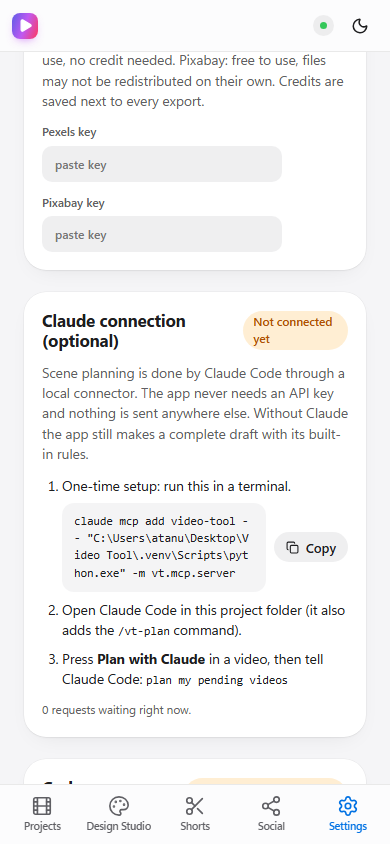 use, no credit needed. Pixabay: free to use, files
may not be redistributed on their own. Credits are
saved next to every export.
Pexels key
paste key
Pixabay key
paste key
Claude connection
(optional)
Not connected
yet
Scene planning is done by Claude Code through a
local connector. The app never needs an API key
and nothing is sent anywhere else. Without Claude
the app still makes a complete draft with its built-
in rules.
1. One-time setup: run this in a terminal.
claude mcp add video-tool -
- "C:\Users\atanu\Desktop\V
ideo Tool\.venv\Scripts\pyt
hon.exe" -m vt.mcp.server
Copy
2. Open Claude Code in this project folder (it also
adds the /vt-plan command).
3. Press Plan with Claude in a video, then tell
Claude Code: plan my pending videos
0 requests waiting right now.
Projects
Design Studio
Shorts
Social
Settings